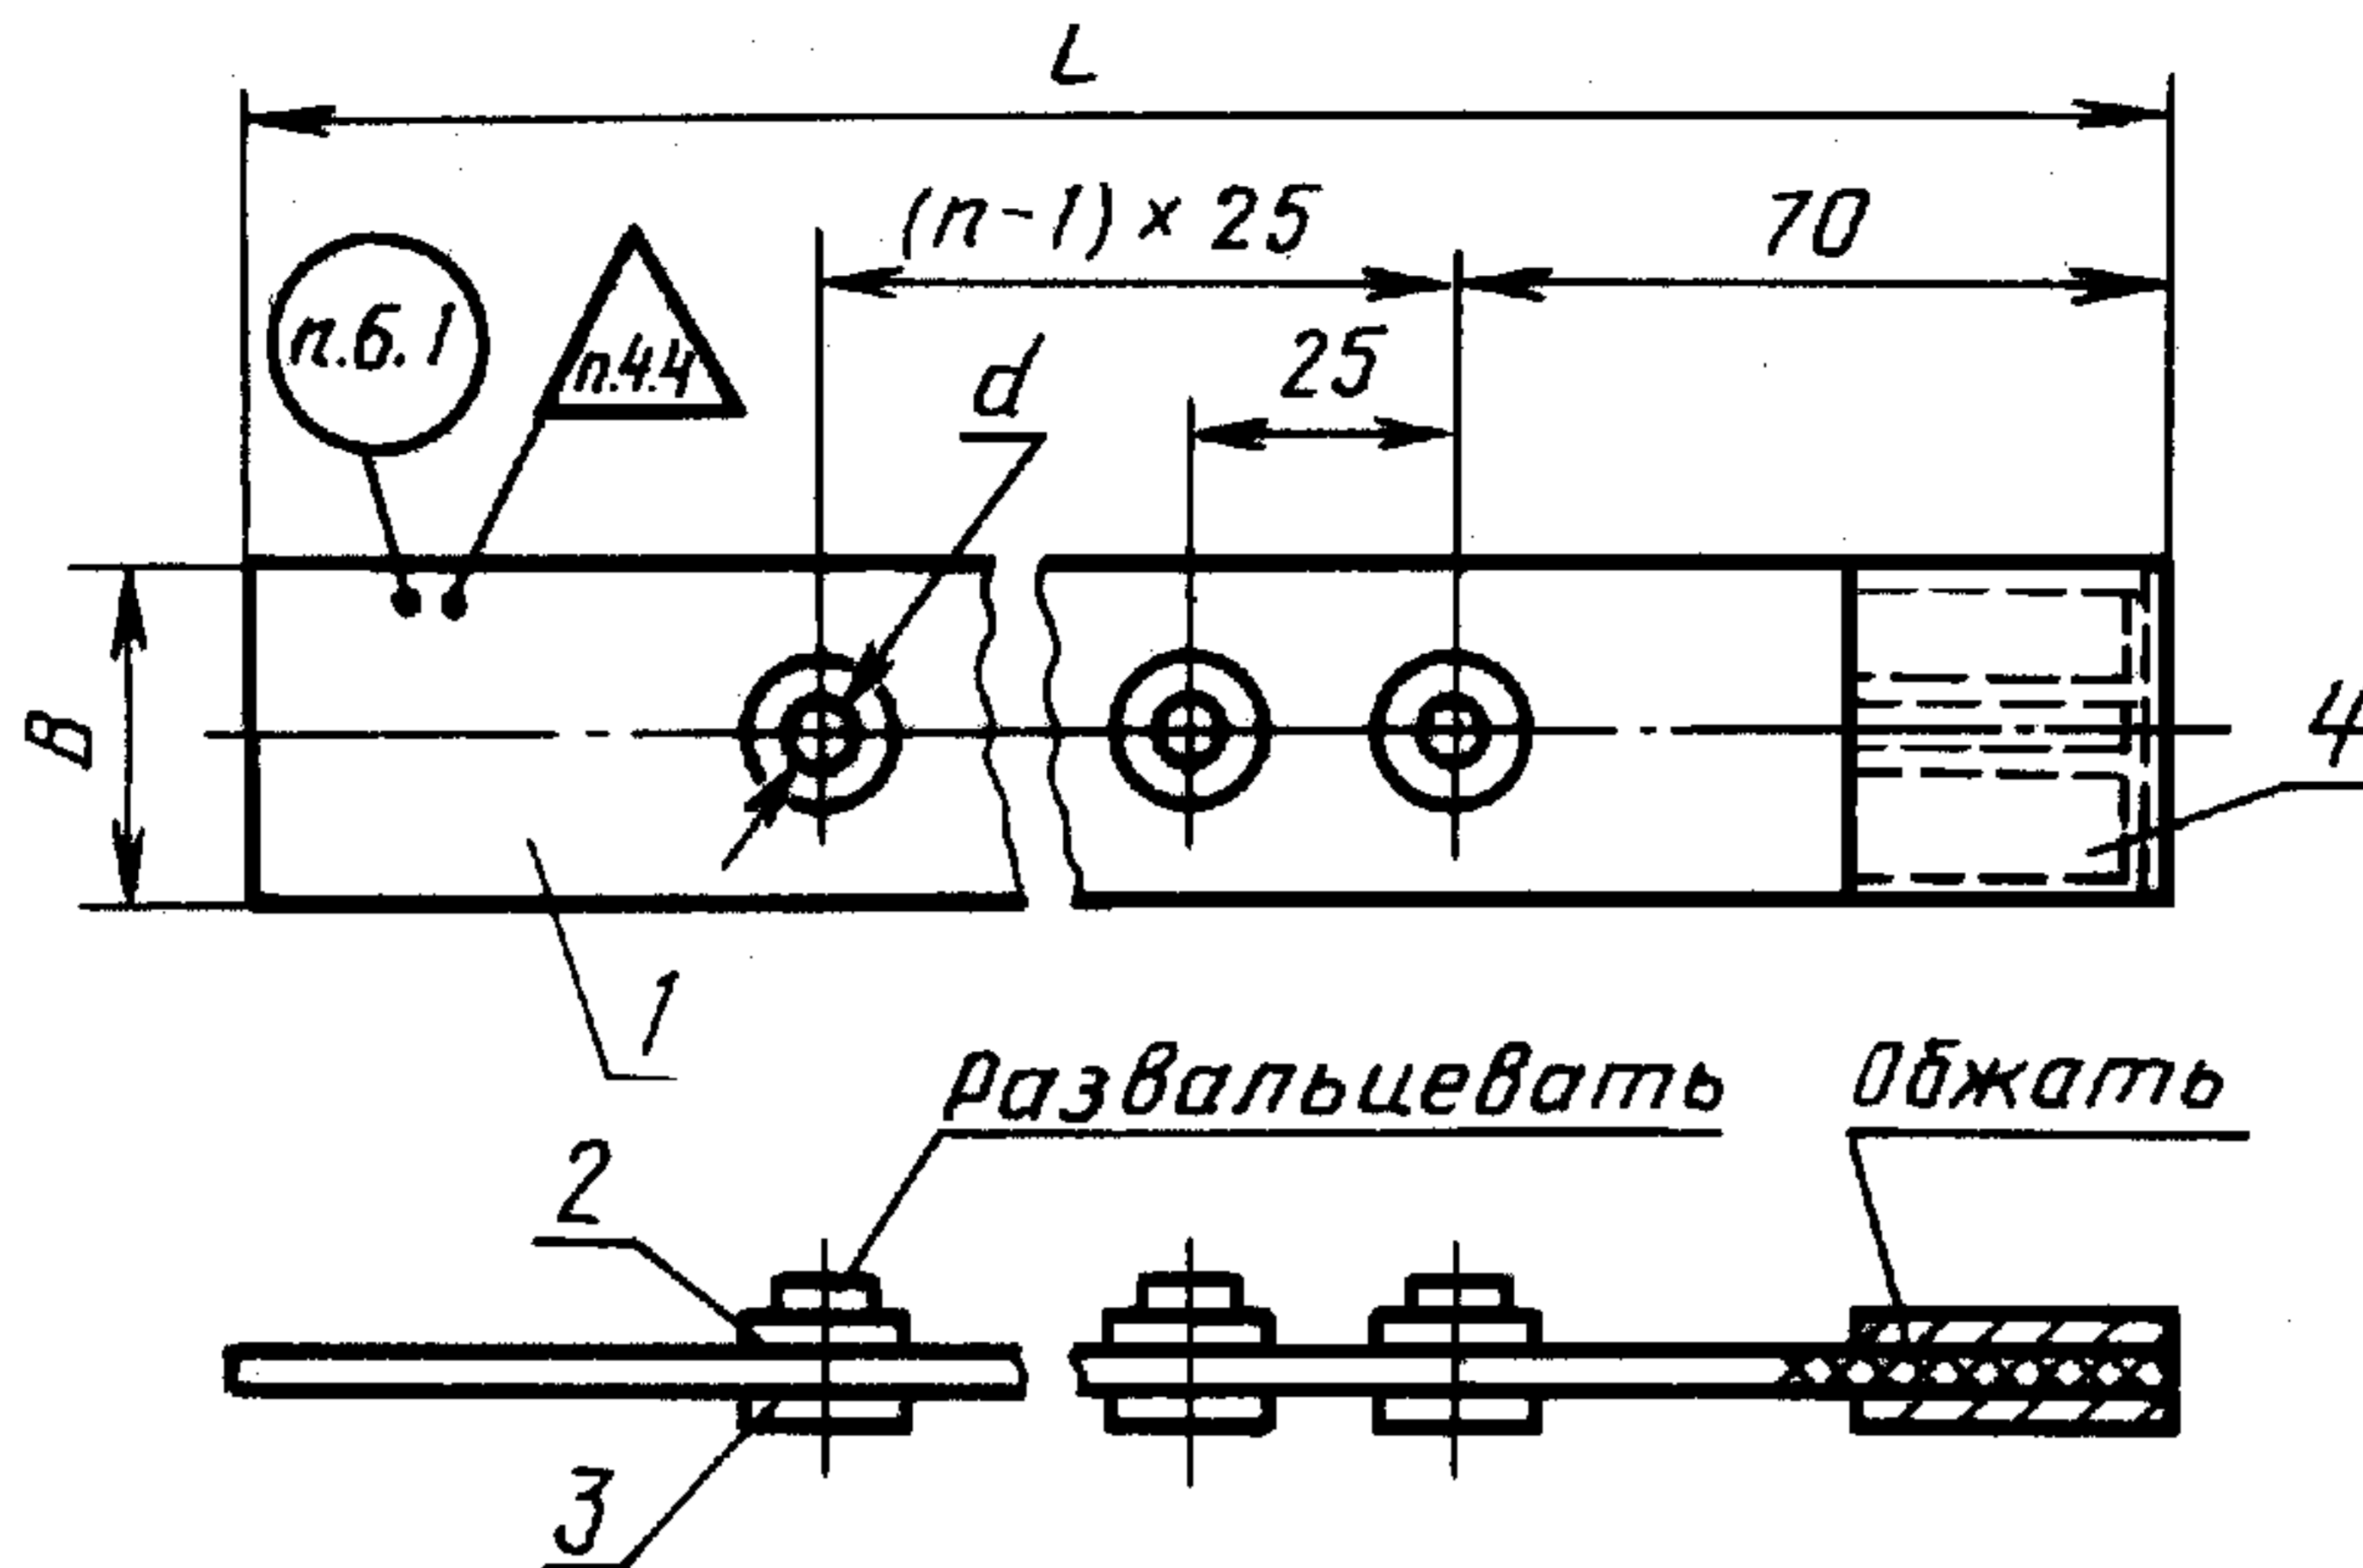 L
(n-1)×25
70
п.6.1
п.4.4
d
25
B
4
1
Развальцевать
Обжать
2
3